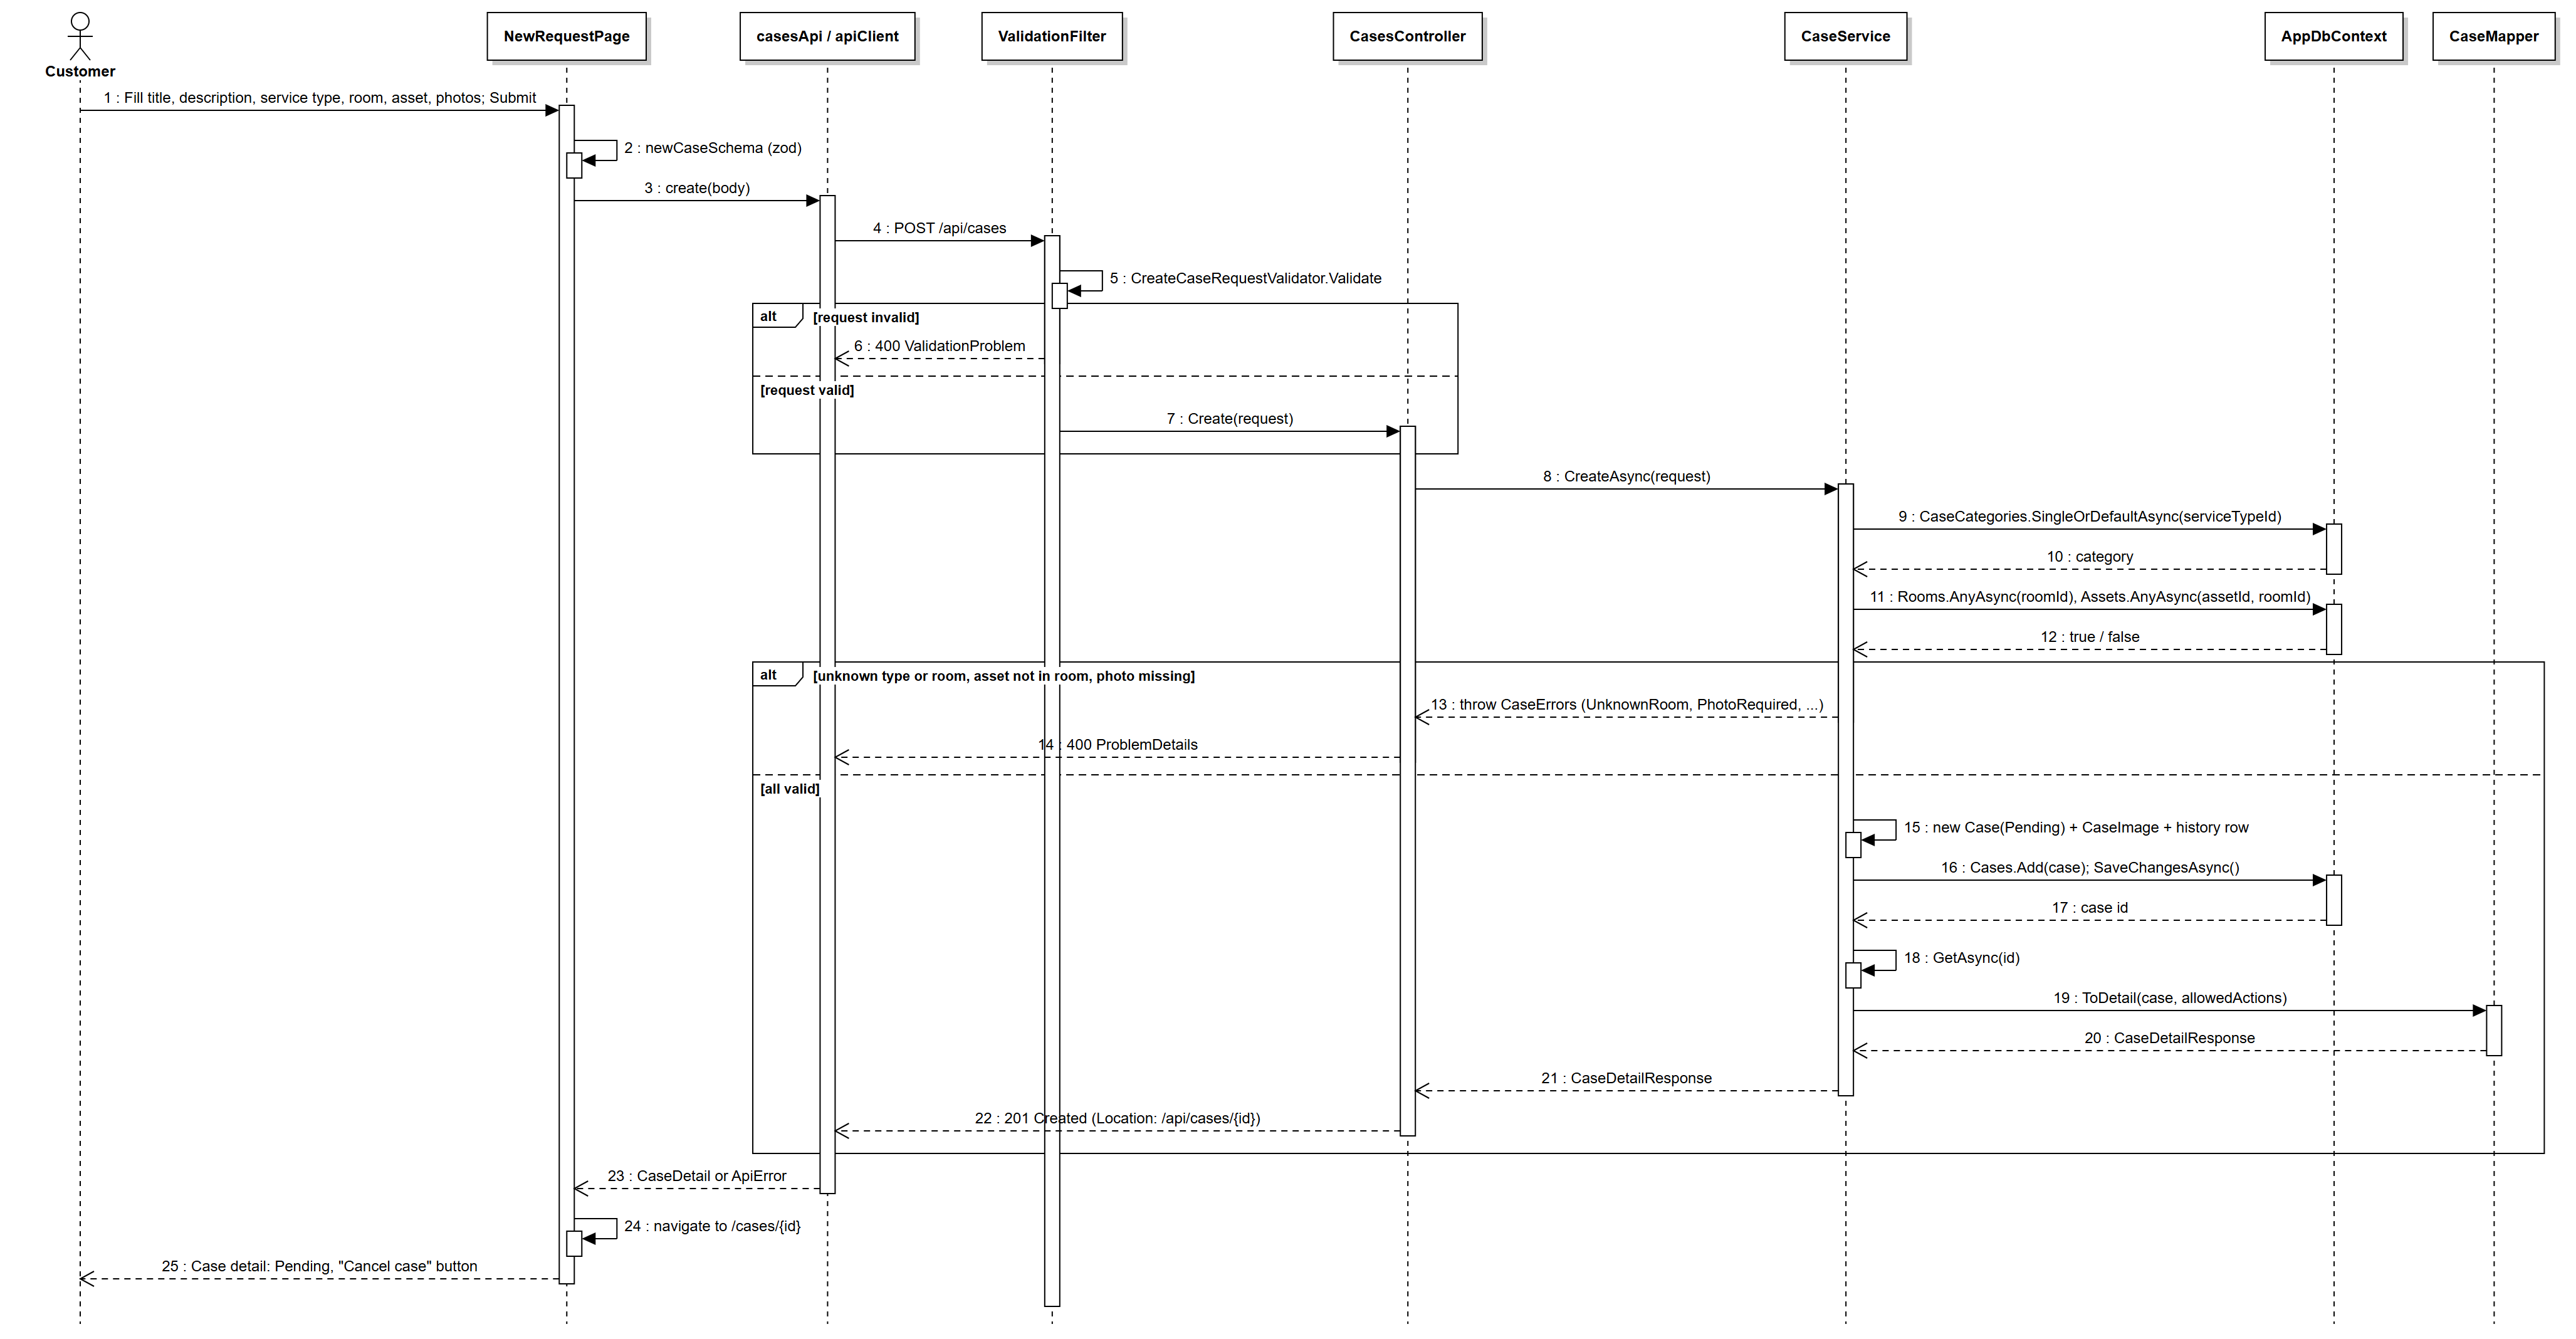 Customer
NewRequestPage
casesApi / apiClient
ValidationFilter
CasesController
CaseService
AppDbContext
CaseMapper
1 : Fill title, description, service type, room, asset, photos; Submit
2 : newCaseSchema (zod)
3 : create(body)
4 : POST /api/cases
5 : CreateCaseRequestValidator.Validate
alt
[request invalid]
6 : 400 ValidationProblem
[request valid]
7 : Create(request)
8 : CreateAsync(request)
9 : CaseCategories.SingleOrDefaultAsync(serviceTypeId)
10 : category
11 : Rooms.AnyAsync(roomId), Assets.AnyAsync(assetId, roomId)
12 : true / false
alt
[unknown type or room, asset not in room, photo missing]
13 : throw CaseErrors (UnknownRoom, PhotoRequired, ...)
14 : 400 ProblemDetails
[all valid]
15 : new Case(Pending) + CaseImage + history row
16 : Cases.Add(case); SaveChangesAsync()
17 : case id
18 : GetAsync(id)
19 : ToDetail(case, allowedActions)
20 : CaseDetailResponse
21 : CaseDetailResponse
22 : 201 Created (Location: /api/cases/{id})
23 : CaseDetail or ApiError
24 : navigate to /cases/{id}
25 : Case detail: Pending, "Cancel case" button